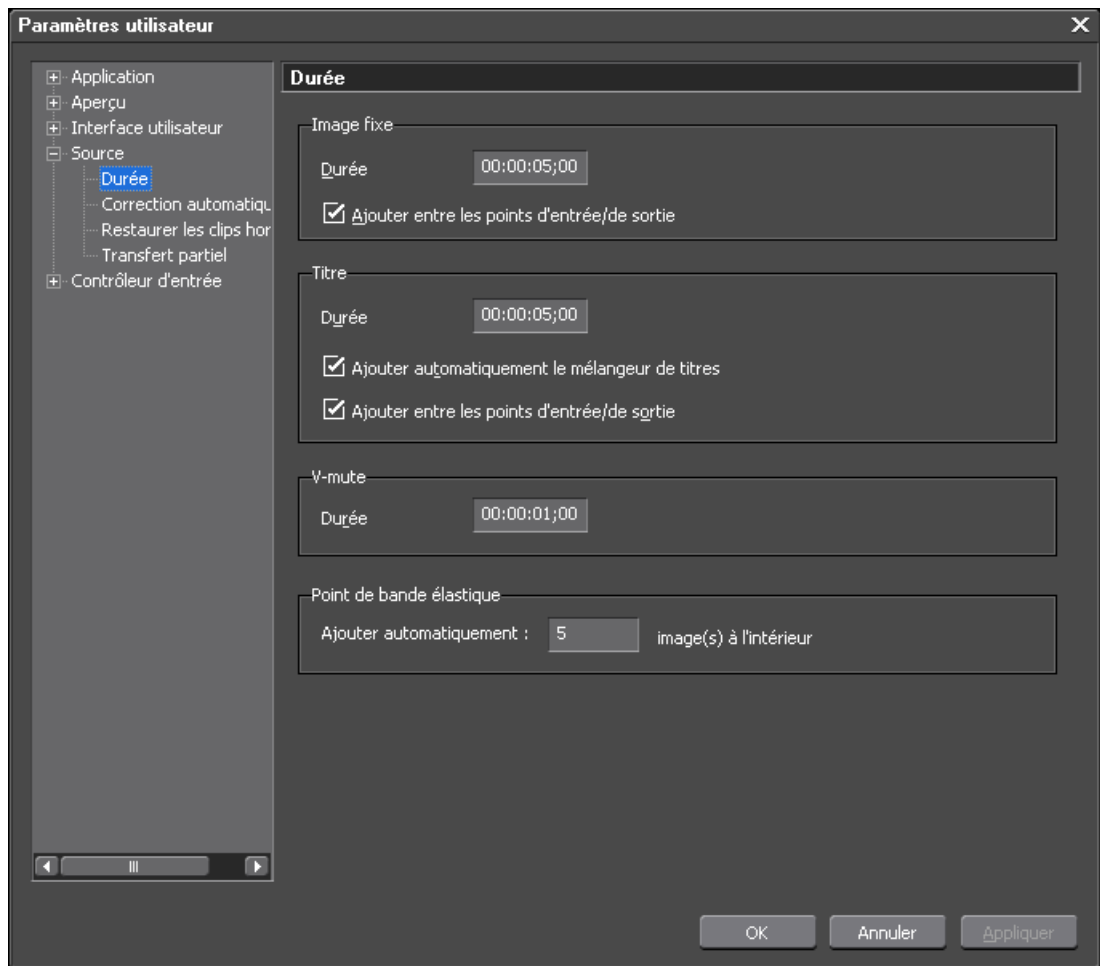 Paramètres utilisateur
Application
Aperçu
Interface utilisateur
Source
Durée
Correction automatiqu
Restaurer les clips hor
Transfert partiel
Contrôleur d'entrée
Durée
Image fixe
Durée 00:00:05;00
Ajouter entre les points d'entrée/de sortie
Titre
Durée 00:00:05;00
Ajouter automatiquement le mélangeur de titres
Ajouter entre les points d'entrée/de sortie
V-mute
Durée 00:00:01;00
Point de bande élastique
Ajouter automatiquement : 5 image(s) à l'intérieur
OK Annuler Appliquer